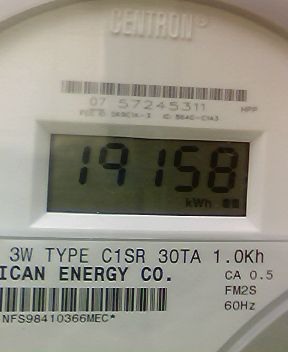 CENTRON®
07 57245311
HPP
19158
kWh
3W TYPE C1SR 30TA 1.0Kh
ICAN ENERGY CO.
CA 0.5
FM2S
60Hz
NFS98410366MEC*